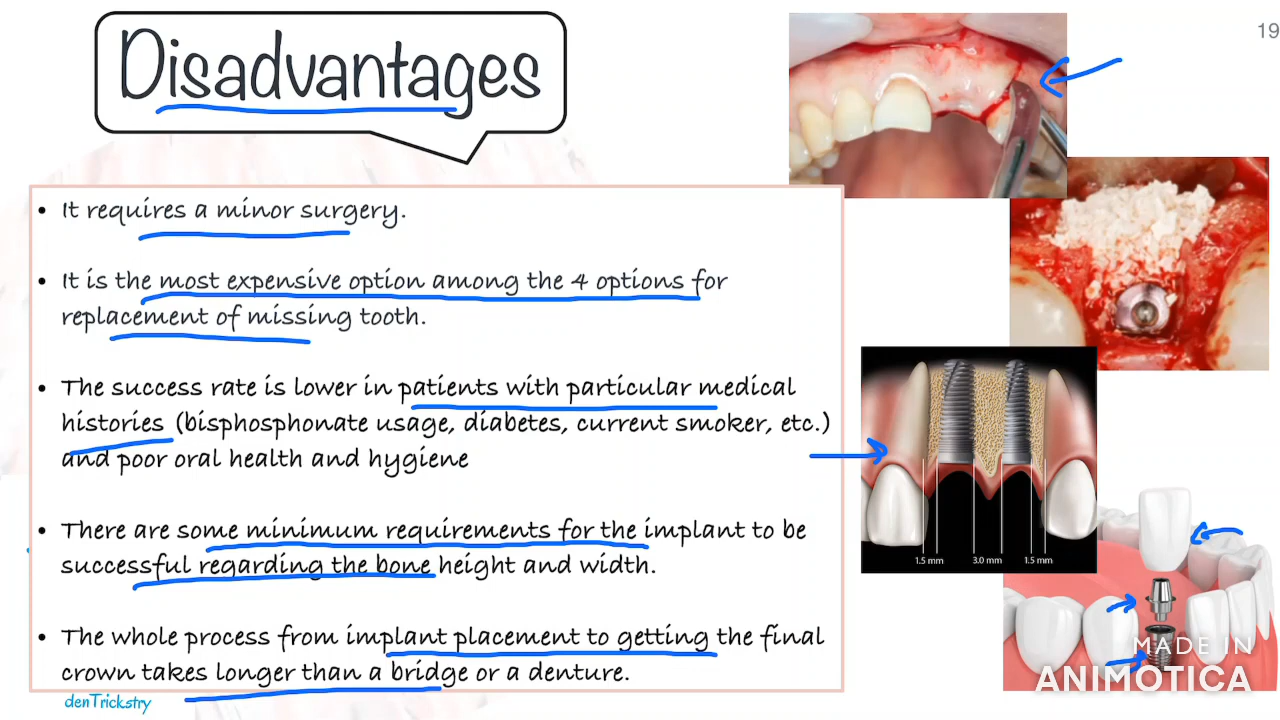 19
Disadvantages
• It requires a minor surgery.
• It is the most expensive option among the 4 options for
replacement of missing tooth.
• The success rate is lower in patients with particular medical
histories (bisphosphonate usage, diabetes, current smoker, etc.)
and poor oral health and hygiene
• There are some minimum requirements for the implant to be
successful regarding the bone height and width.
• The whole process from implant placement to getting the final
crown takes longer than a bridge or a denture.
1.5 mm 3.0 mm 1.5 mm
denTrickstry
MADE IN
ANIMOTICA